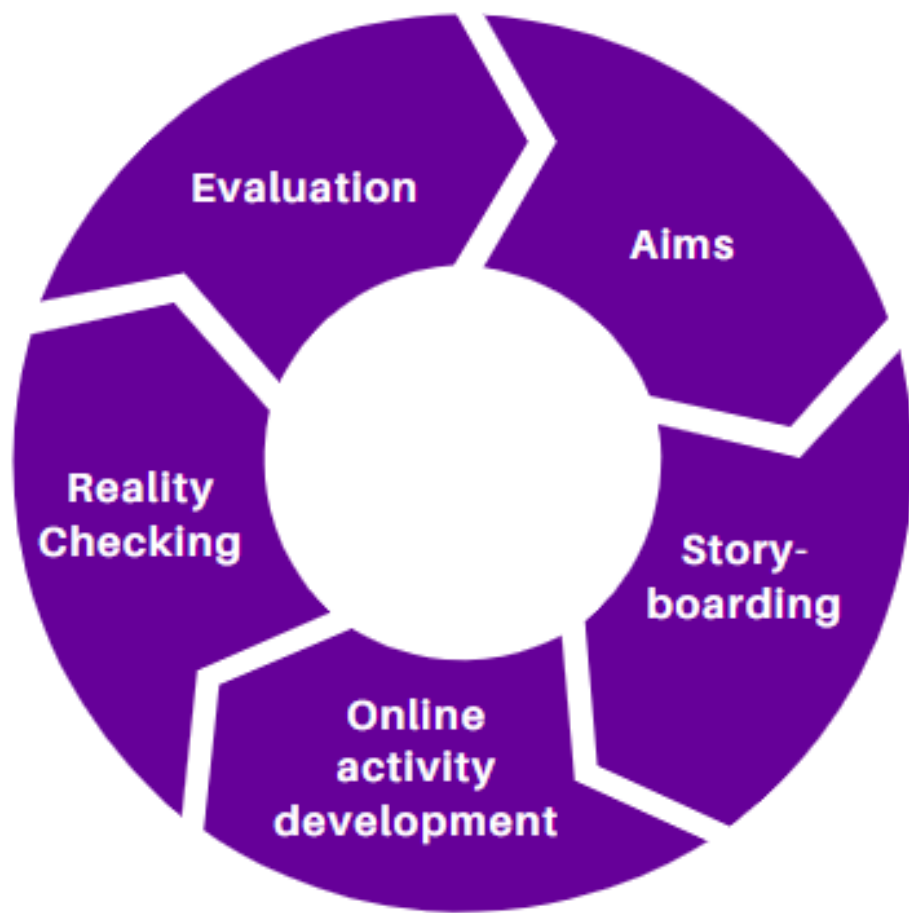 Evaluation
Aims
Reality
Checking
Story-
boarding
Online
activity
development